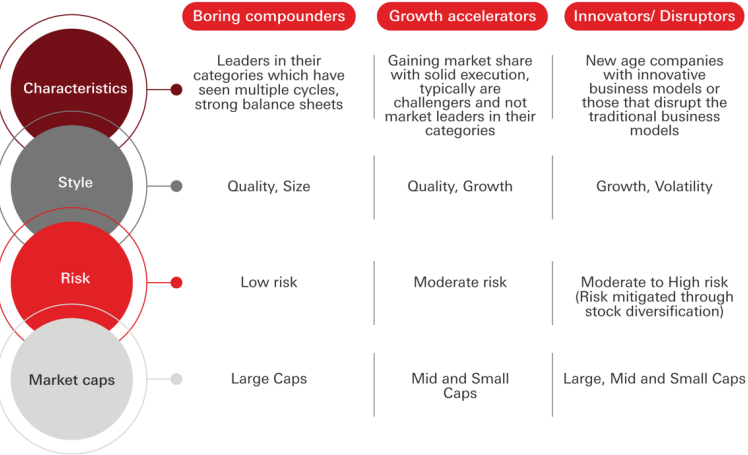 Boring compounders
Growth accelerators
Innovators/ Disruptors
Characteristics
Leaders in their
categories which have
seen multiple cycles,
strong balance sheets
Gaining market share
with solid execution,
typically are
challengers and not
market leaders in their
categories
New age companies
with innovative
business models or
those that disrupt the
traditional business
models
Style
Quality, Size
Quality, Growth
Growth, Volatility
Risk
Low risk
Moderate risk
Moderate to High risk
(Risk mitigated through
stock diversification)
Market caps
Large Caps
Mid and Small
Caps
Large, Mid and Small Caps